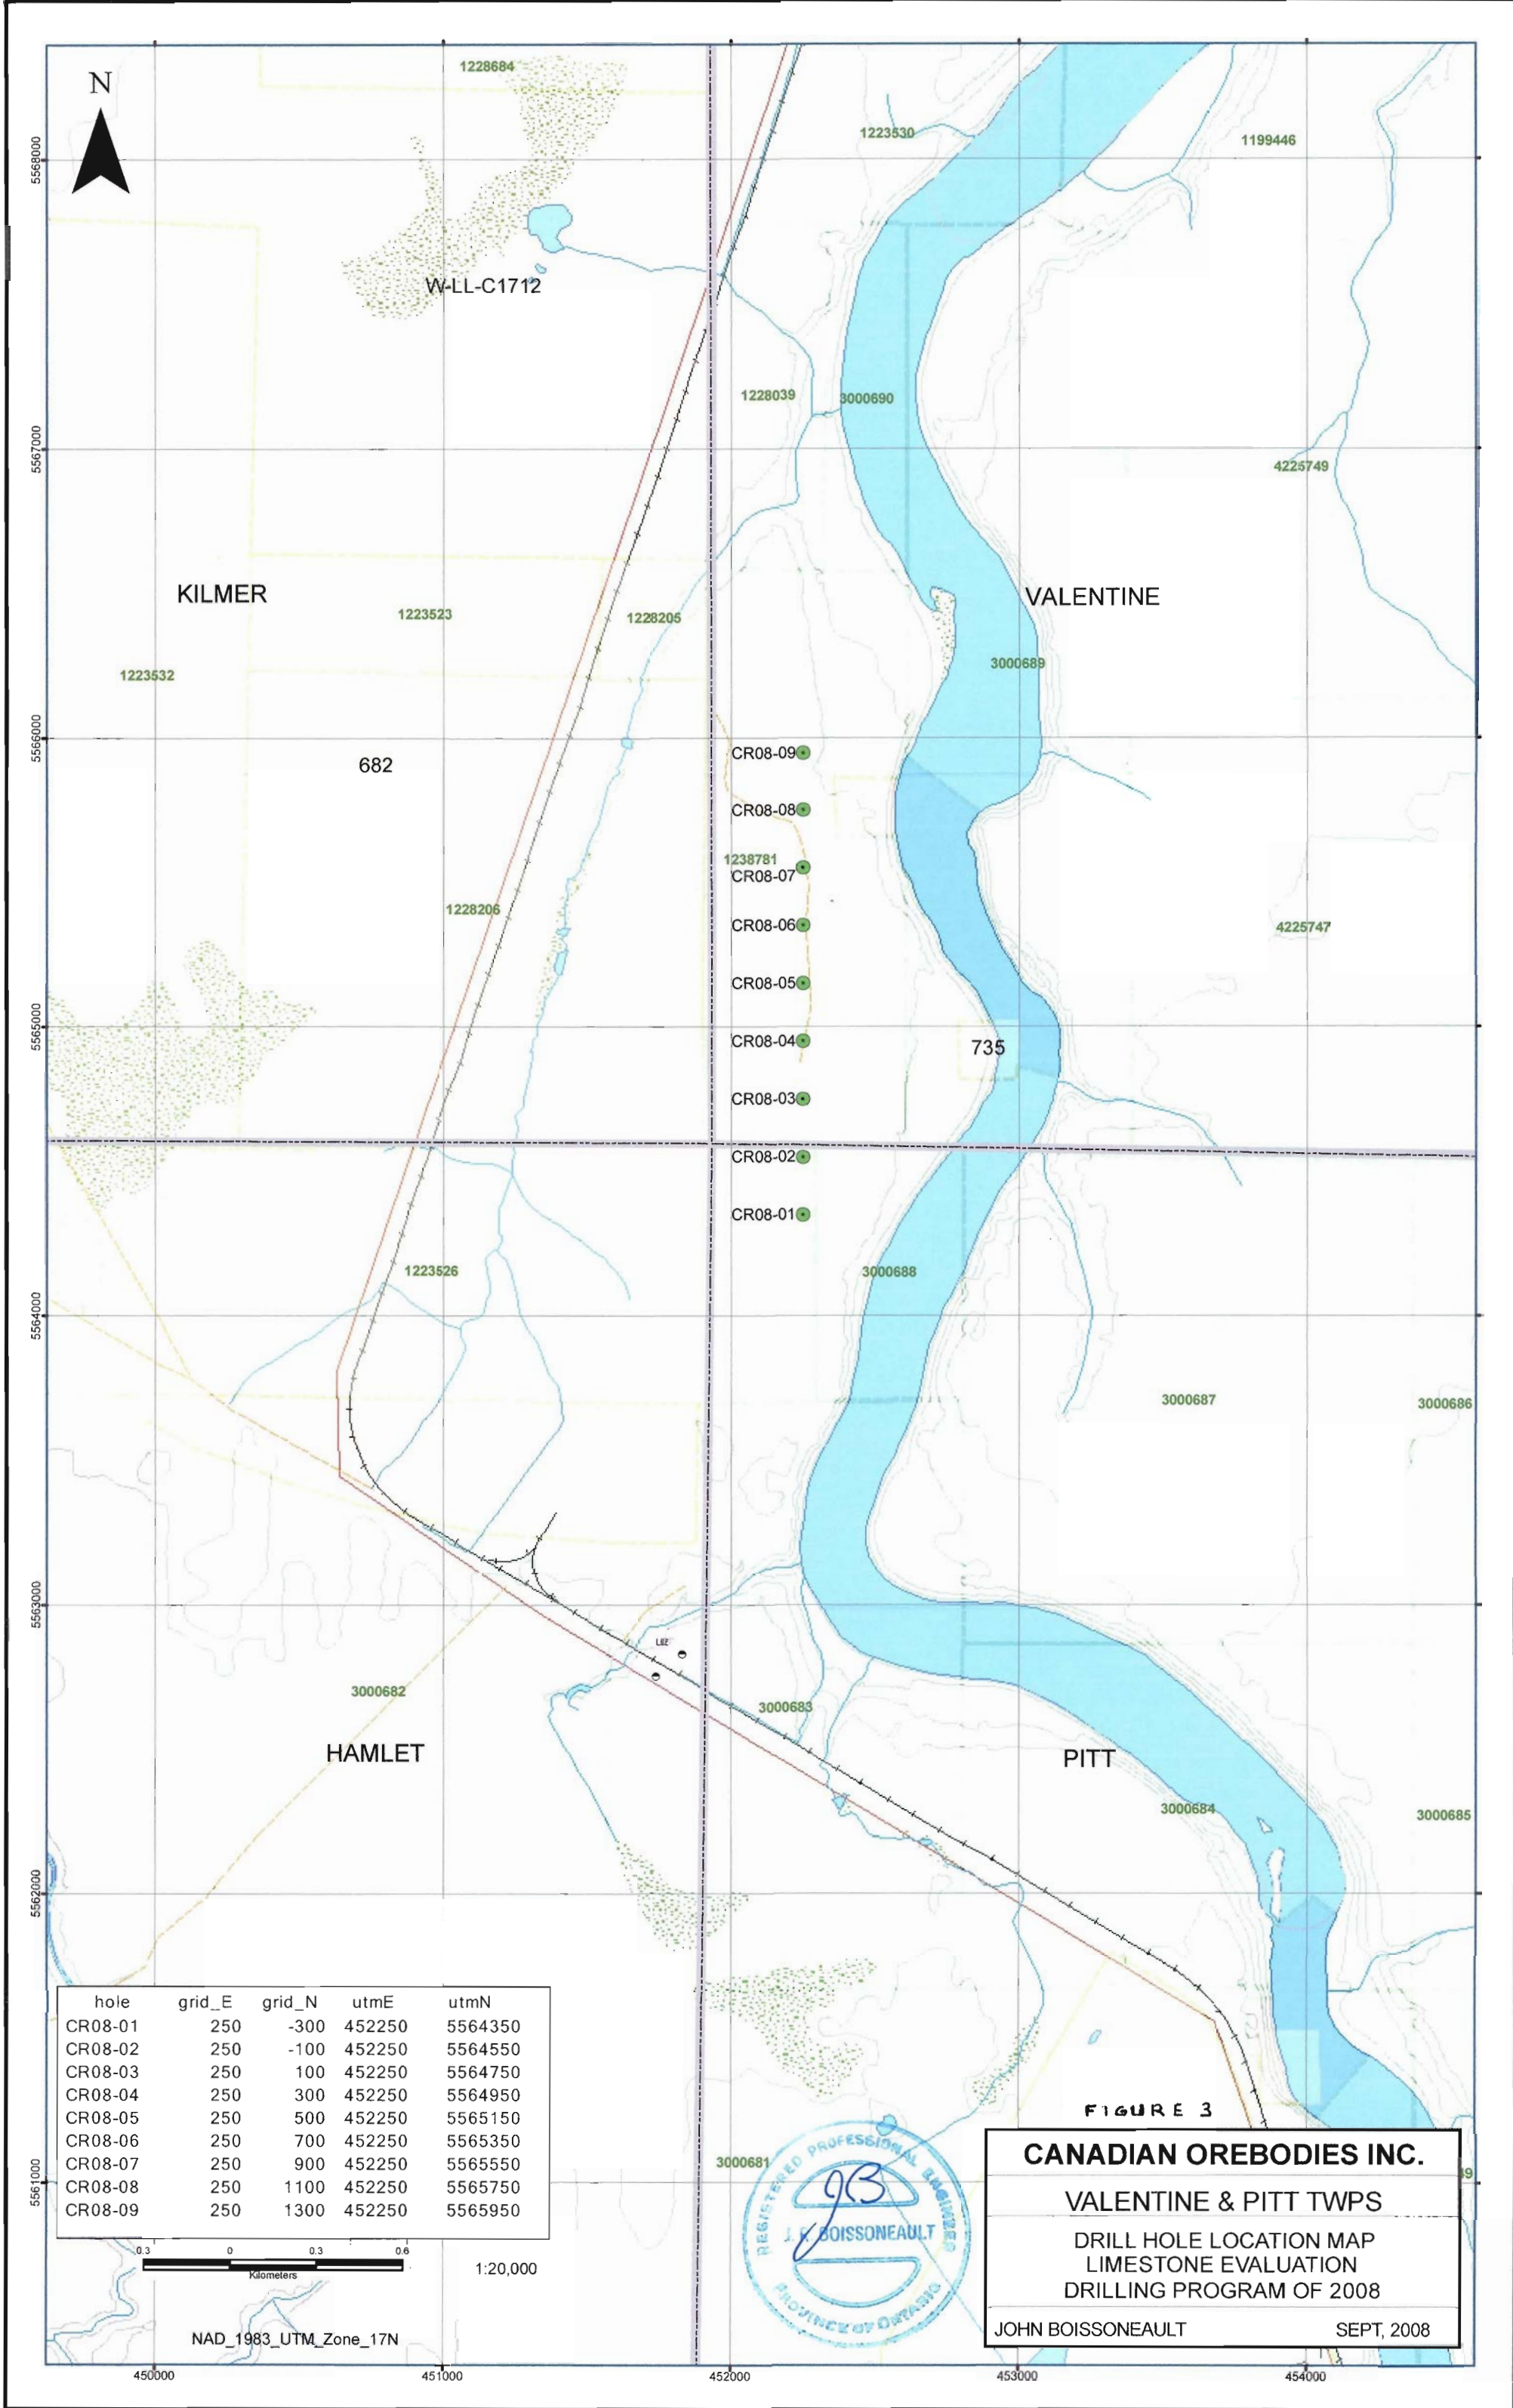 N
1228684
1223530
1199446
5568000
W-LL-C1712
1228039
3000690
5567000
4225749
KILMER
VALENTINE
1223523
1228205
1223532
3000689
5566000
682
CR08-09
CR08-08
1238781
CR08-07
1228206
CR08-06
4225747
CR08-05
5565000
CR08-04
735
CR08-03
CR08-02
CR08-01
1223526
3000688
5564000
3000687
3000686
5563000
3000682
3000683
HAMLET
PITT
3000684
3000685
5562000
hole grid_E grid_N utmE utmN
CR08-01 250 -300 452250 5564350
CR08-02 250 -100 452250 5564550
CR08-03 250 100 452250 5564750
CR08-04 250 300 452250 5564950
CR08-05 250 500 452250 5565150
CR08-06 250 700 452250 5565350
CR08-07 250 900 452250 5565550
CR08-08 250 1100 452250 5565750
CR08-09 250 1300 452250 5565950
5561000
3000681
0.3 0 0.3 0.6
Kilometers
1:20,000
NAD_1983_UTM_Zone_17N
REGISTERED PROFESSIONAL ENGINEER
JB
BOISSONEAULT
PROVINCE OF ONTARIO
FIGURE 3
CANADIAN OREBODIES INC.
VALENTINE & PITT TWPS
DRILL HOLE LOCATION MAP
LIMESTONE EVALUATION
DRILLING PROGRAM OF 2008
JOHN BOISSONEAULT SEPT, 2008
450000 451000 452000 453000 454000